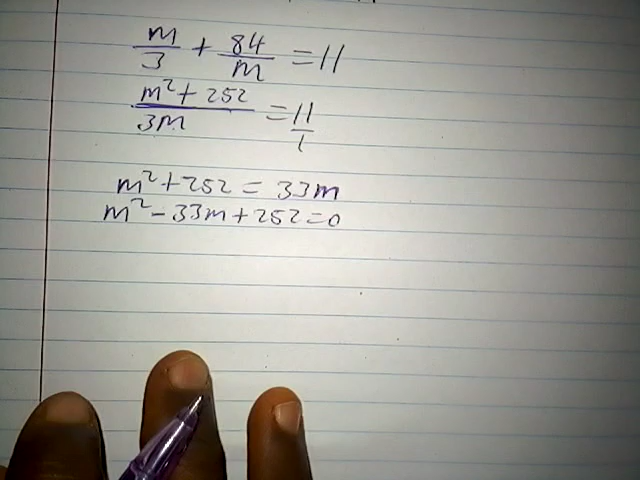 m/3 + 84/m = 11
m² + 252/3m = 11/1
m² + 252 = 33m
m² - 33m + 252 = 0